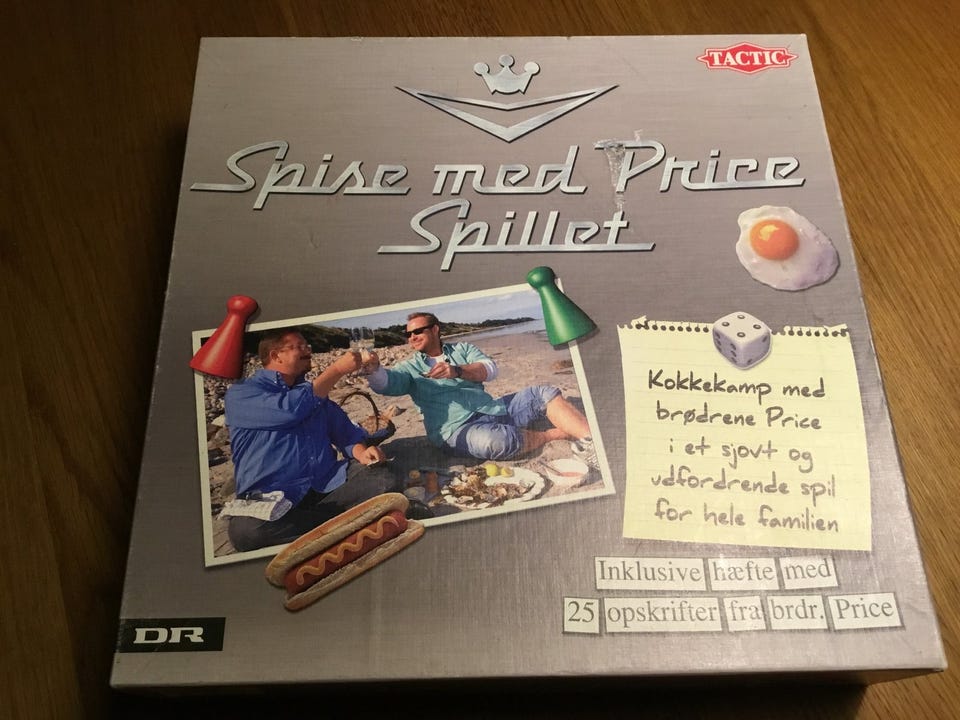 TACTIC
Spise med Price
Spillet
Kokkekamp med
brødrene Price
i et sjovt og
udfordrende spil
for hele familien
Inklusive hæfte med
25 opskrifter fra brdr. Price
DR